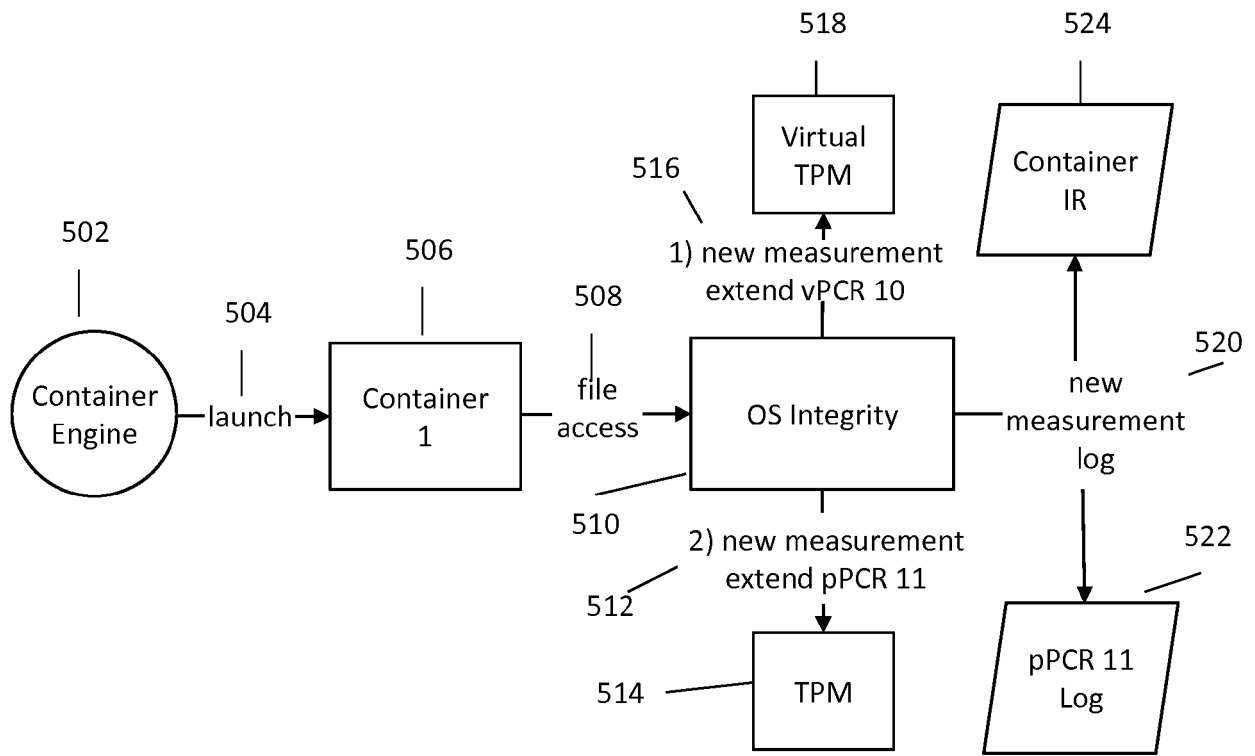 518
524
Virtual
TPM
Container
IR
516
502
506
1) new measurement
extend vPCR 10
504
508
520
Container
Engine
launch
Container
1
file
access
OS Integrity
new
measurement
log
510
2) new measurement
extend pPCR 11
522
512
514
TPM
pPCR 11
Log